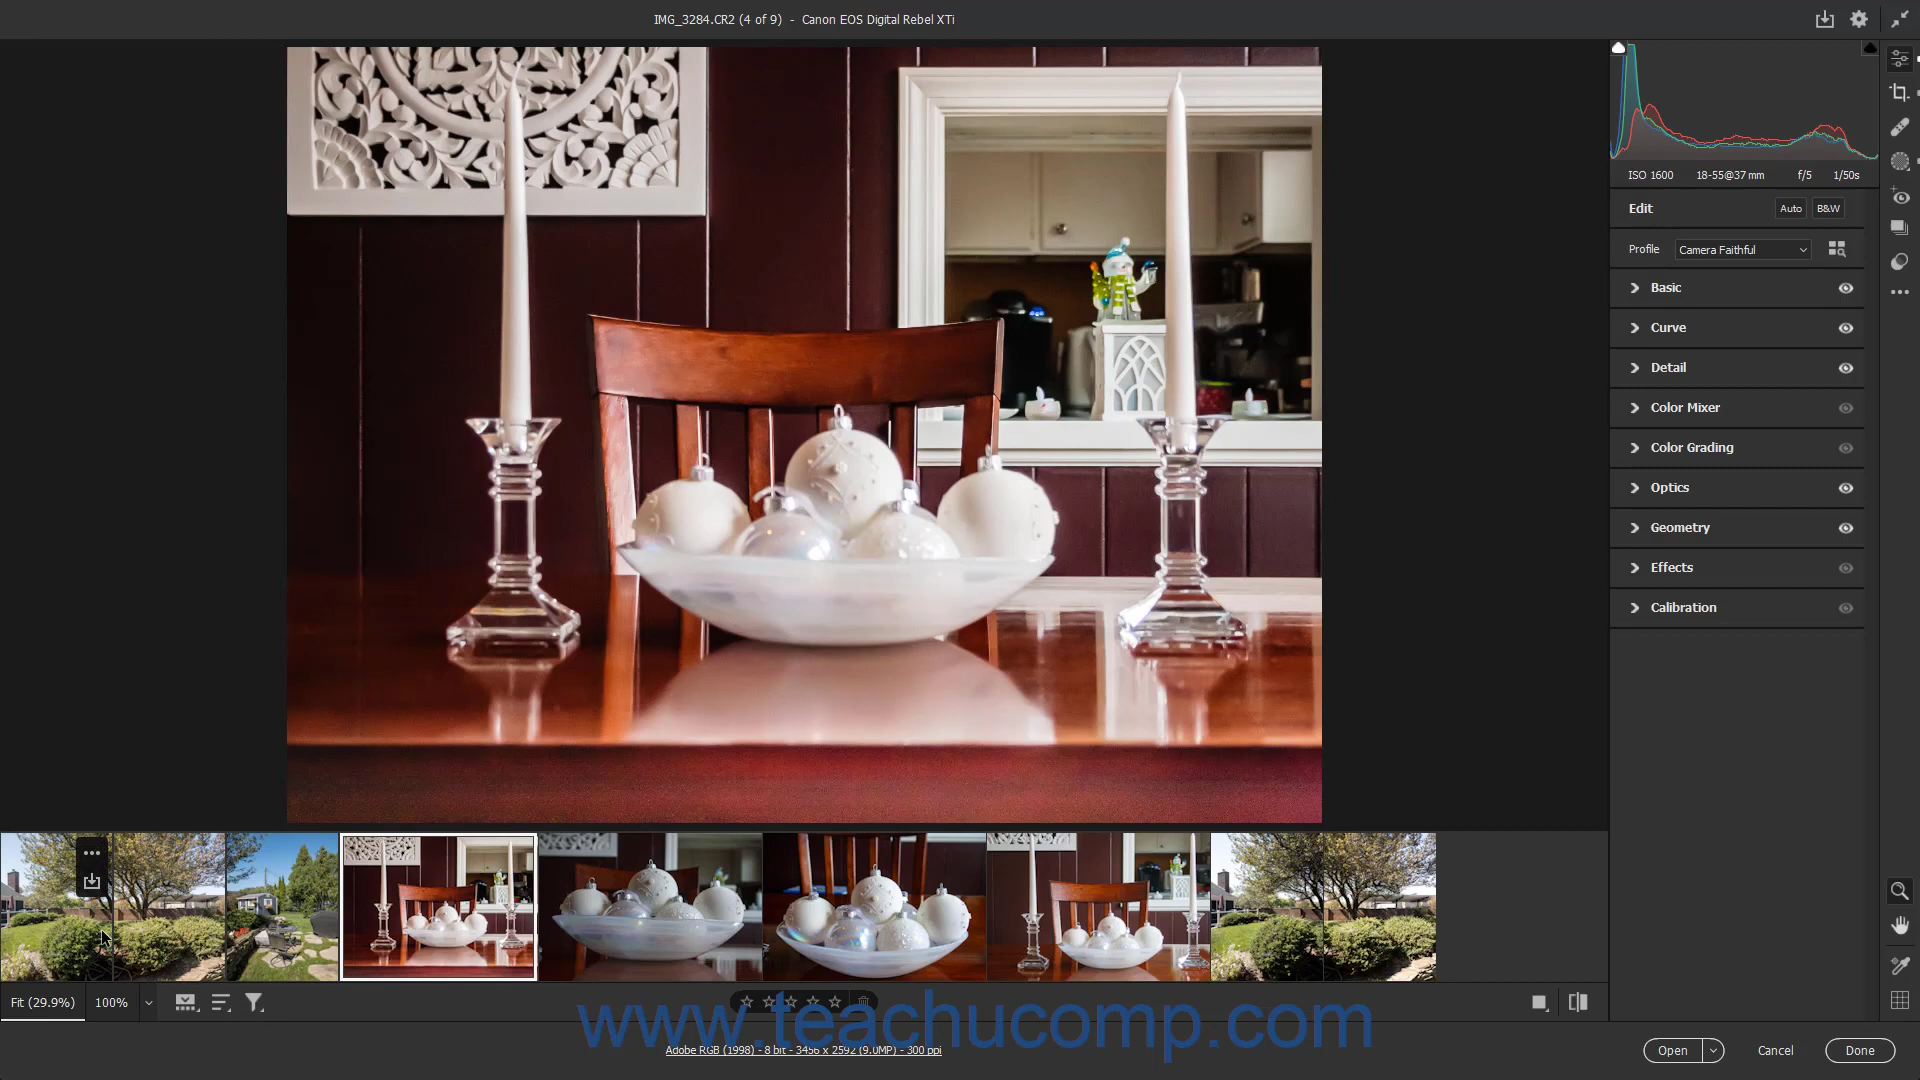 IMG_3284.CR2 (4 of 9)  -  Canon EOS Digital Rebel XTi
ISO 1600 18-55@37 mm f/5 1/50s
Edit Auto B&W
Profile Camera Faithful
Basic
Curve
Detail
Color Mixer
Color Grading
Optics
Geometry
Effects
Calibration
Fit (29.9%) 100%
www.teachucomp.com
Adobe RGB (1998) - 8 bit - 3456 x 2592 (9.0MP) - 300 ppi
Open Cancel Done